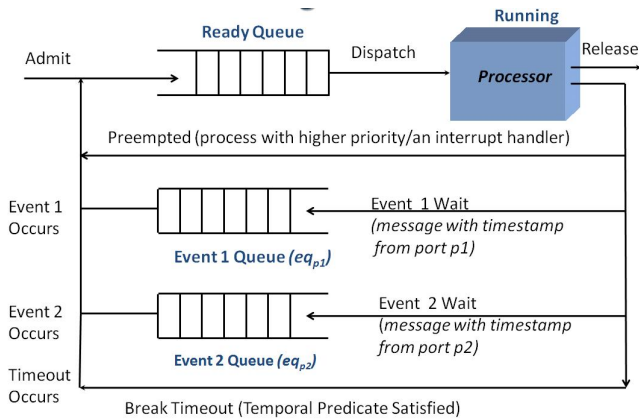 Running
Ready Queue
Admit
Dispatch
Release
Processor
Preempted (process with higher priority/an interrupt handler)
Event 1
Occurs
Event 1 Wait
(message with timestamp
from port p1)
Event 1 Queue (eqp1)
Event 2
Occurs
Event 2 Wait
(message with timestamp
from port p2)
Event 2 Queue (eqp2)
Timeout
Occurs
Break Timeout (Temporal Predicate Satisfied)